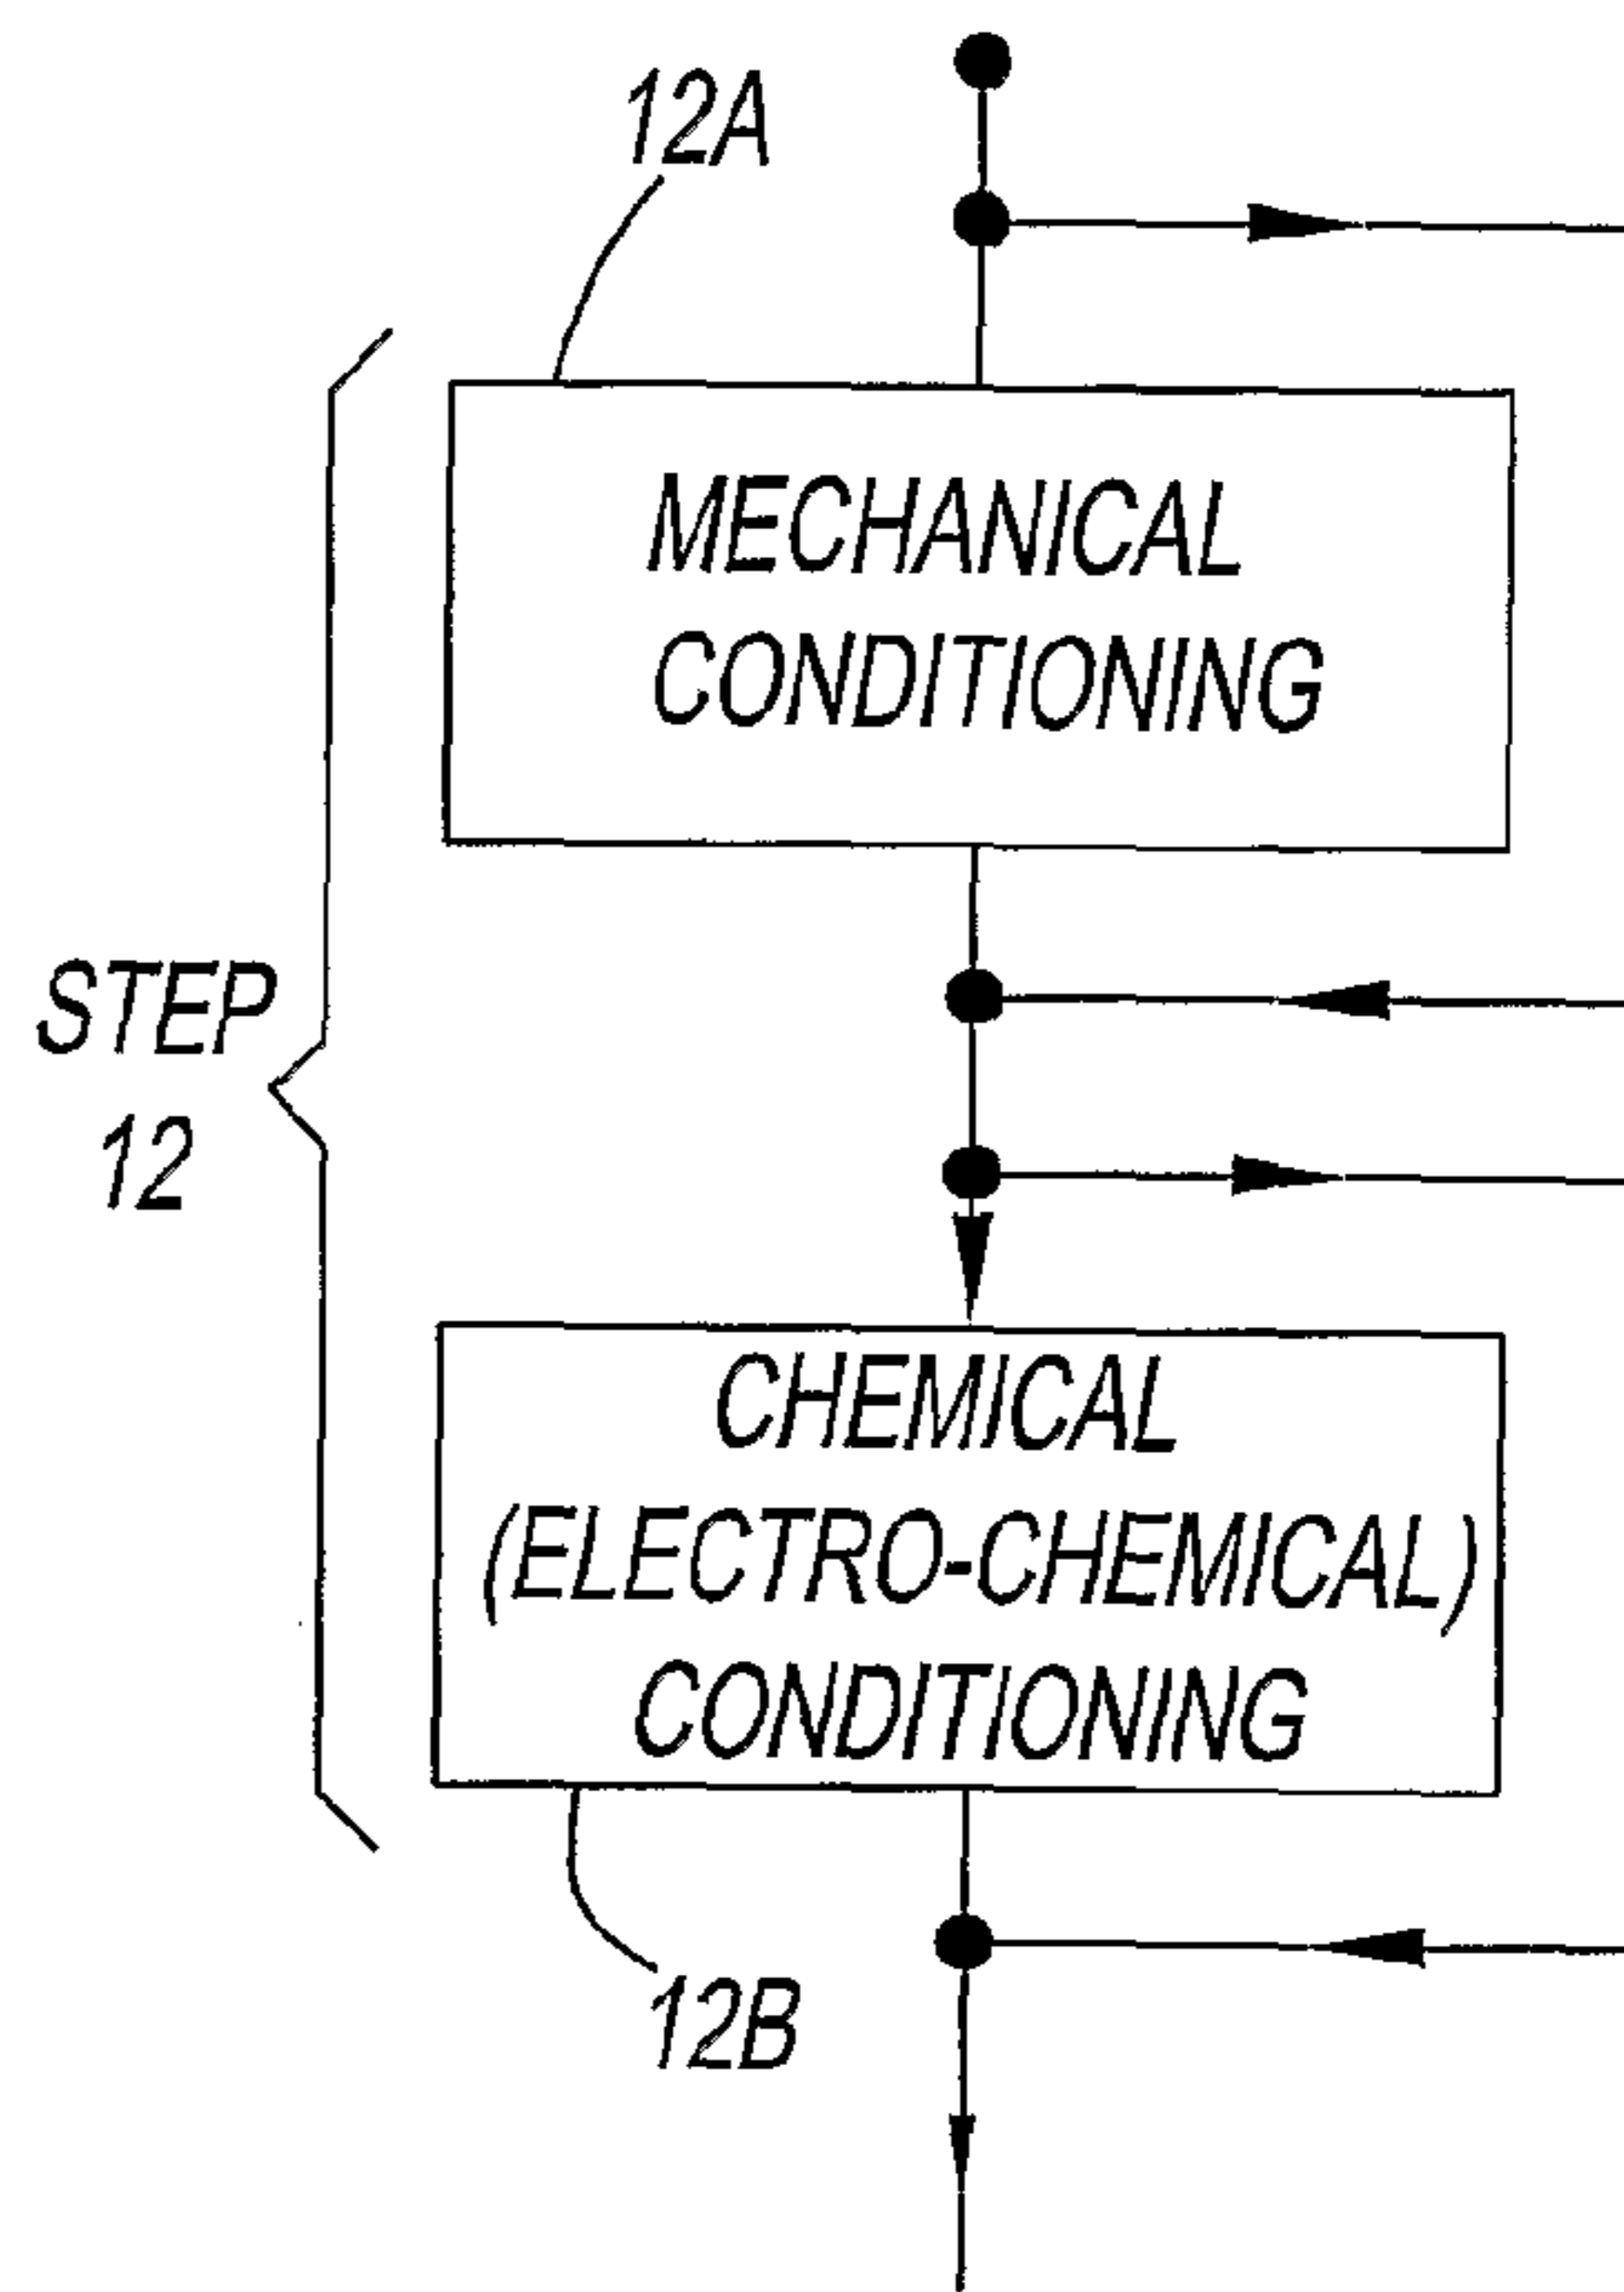 12A
MECHANICAL
CONDITIONING
STEP
12
CHEMICAL
(ELECTRO-CHEMICAL)
CONDITIONING
12B